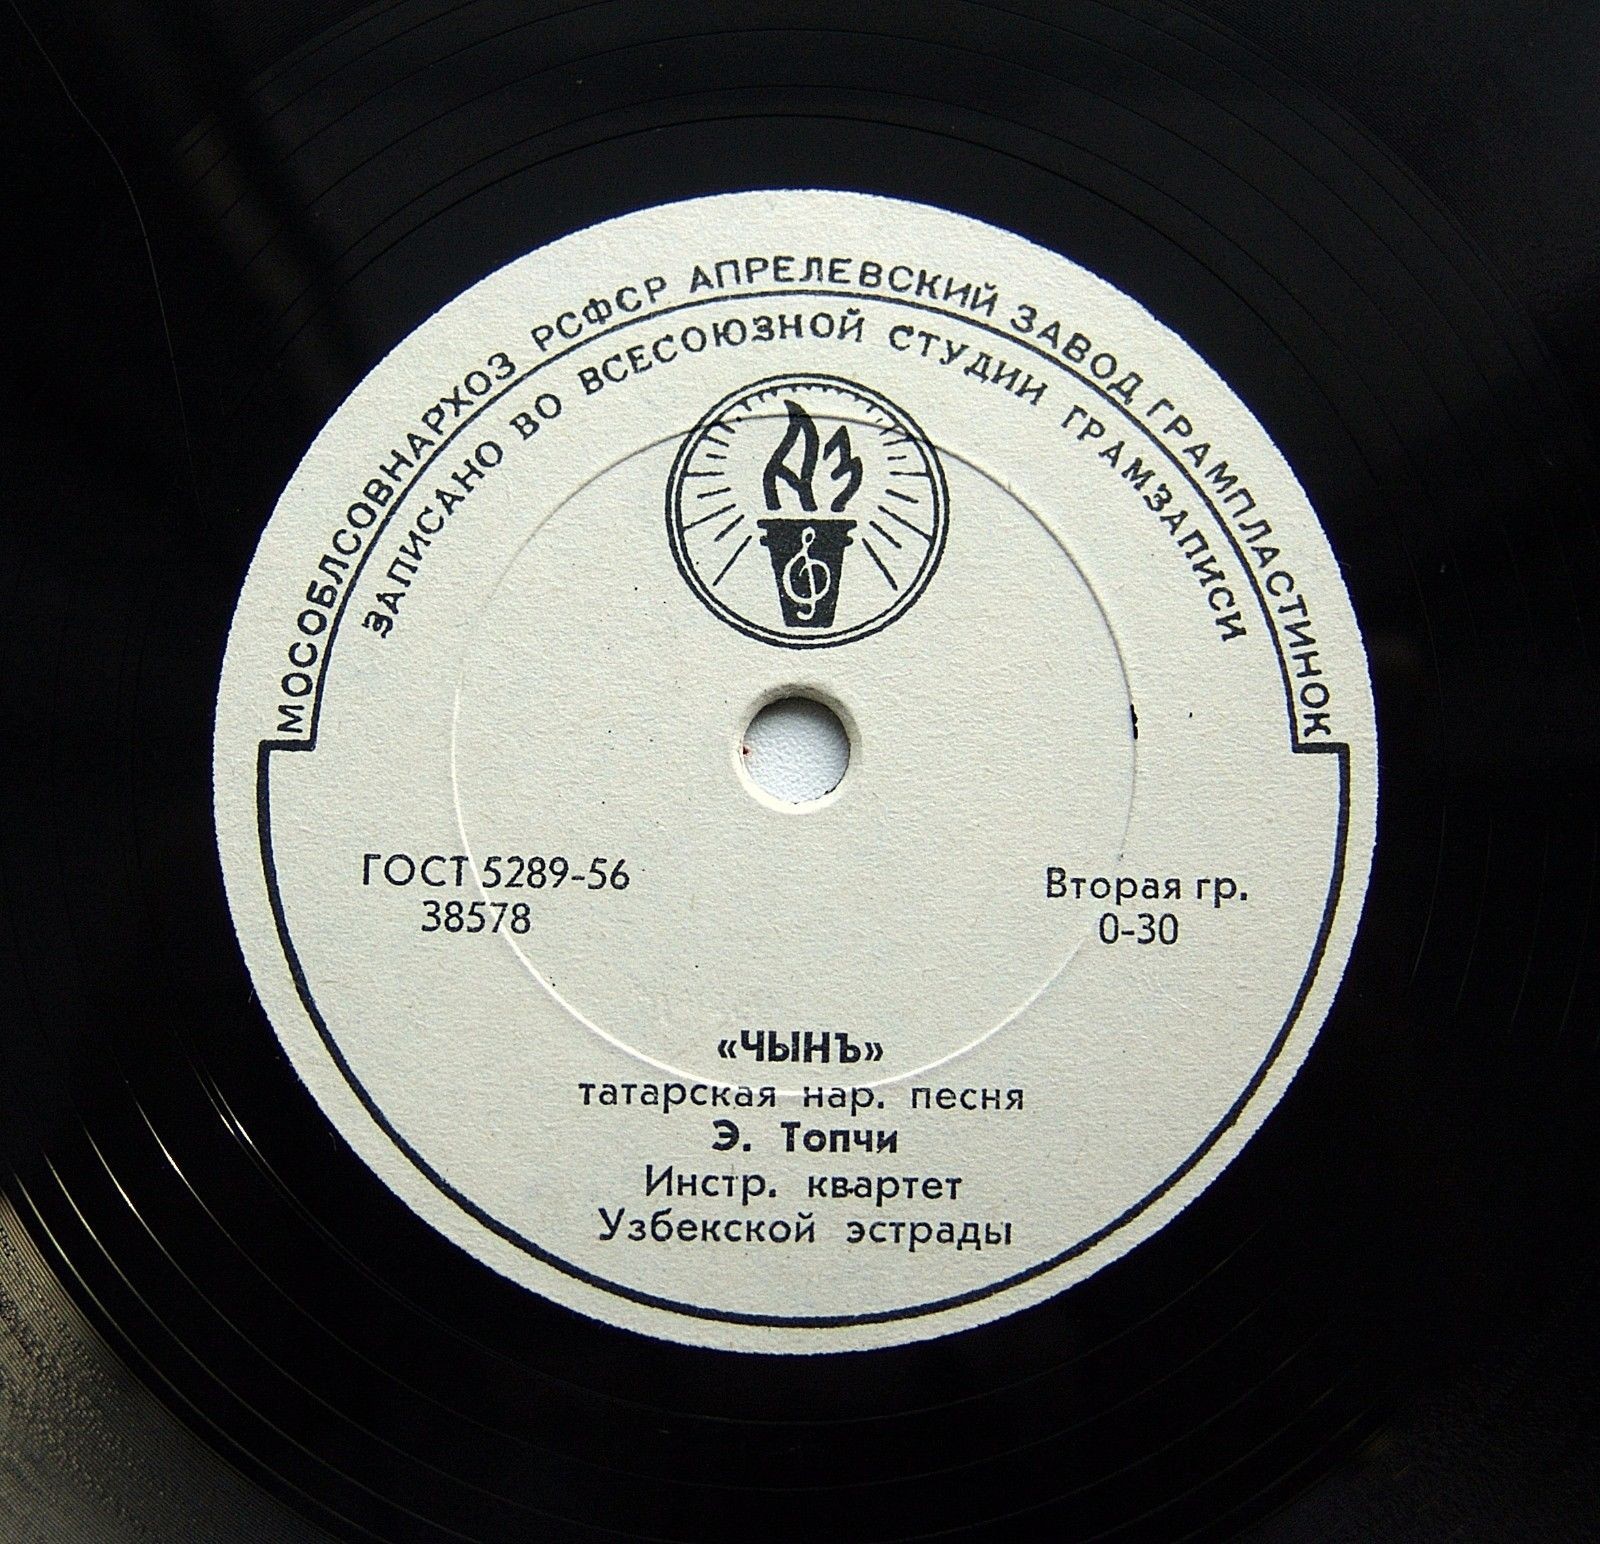 МОСОБЛСОВНАРХОЗ РСФСР АПРЕЛЕВСКИЙ ЗАВОД ГРАМПЛАСТИНОК
ЗАПИСАНО ВО ВСЕСОЮЗНОЙ СТУДИИ ГРАМЗАПИСИ
АЗ
ГОСТ 5289-56
38578
Вторая гр.
0-30
«ЧЫНЪ»
татарская нар. песня
Э. Топчи
Инстр. квартет
Узбекской эстрады